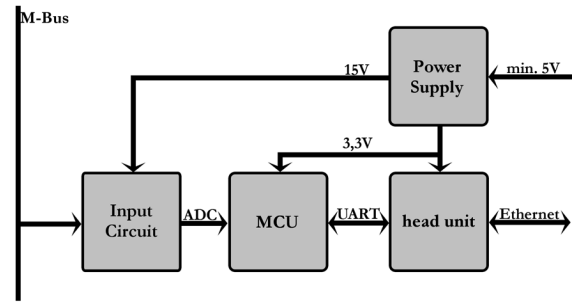 M-Bus
Power
Supply
15V
min. 5V
3,3V
Input
Circuit
ADC
MCU
UART
head unit
Ethernet